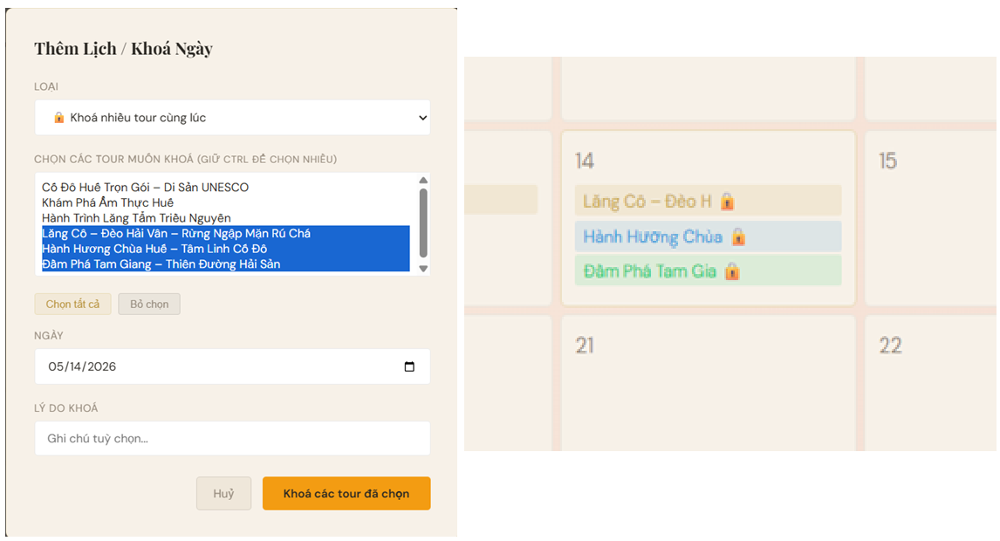 Thêm Lịch / Khoá Ngày
LOẠI
🔒 Khoá nhiều tour cùng lúc
CHỌN CÁC TOUR MUỐN KHOÁ (GIỮ CTRL ĐỂ CHỌN NHIỀU)
Cố Đô Huế Trọn Gói – Di Sản UNESCO
Khám Phá Ẩm Thực Huế
Hành Trình Lăng Tẩm Triều Nguyễn
Lăng Cô – Đèo Hải Vân – Rừng Ngập Mặn Rú Chá
Hành Hương Chùa Huế – Tâm Linh Cố Đô
Đầm Phá Tam Giang – Thiên Đường Hải Sản
Chọn tất cả
Bỏ chọn
NGÀY
05/14/2026
LÝ DO KHOÁ
Ghi chú tuỳ chọn...
Huỷ
Khoá các tour đã chọn
14
Lăng Cô – Đèo H 🔒
Hành Hương Chùa 🔒
Đầm Phá Tam Gia 🔒
15
21
22